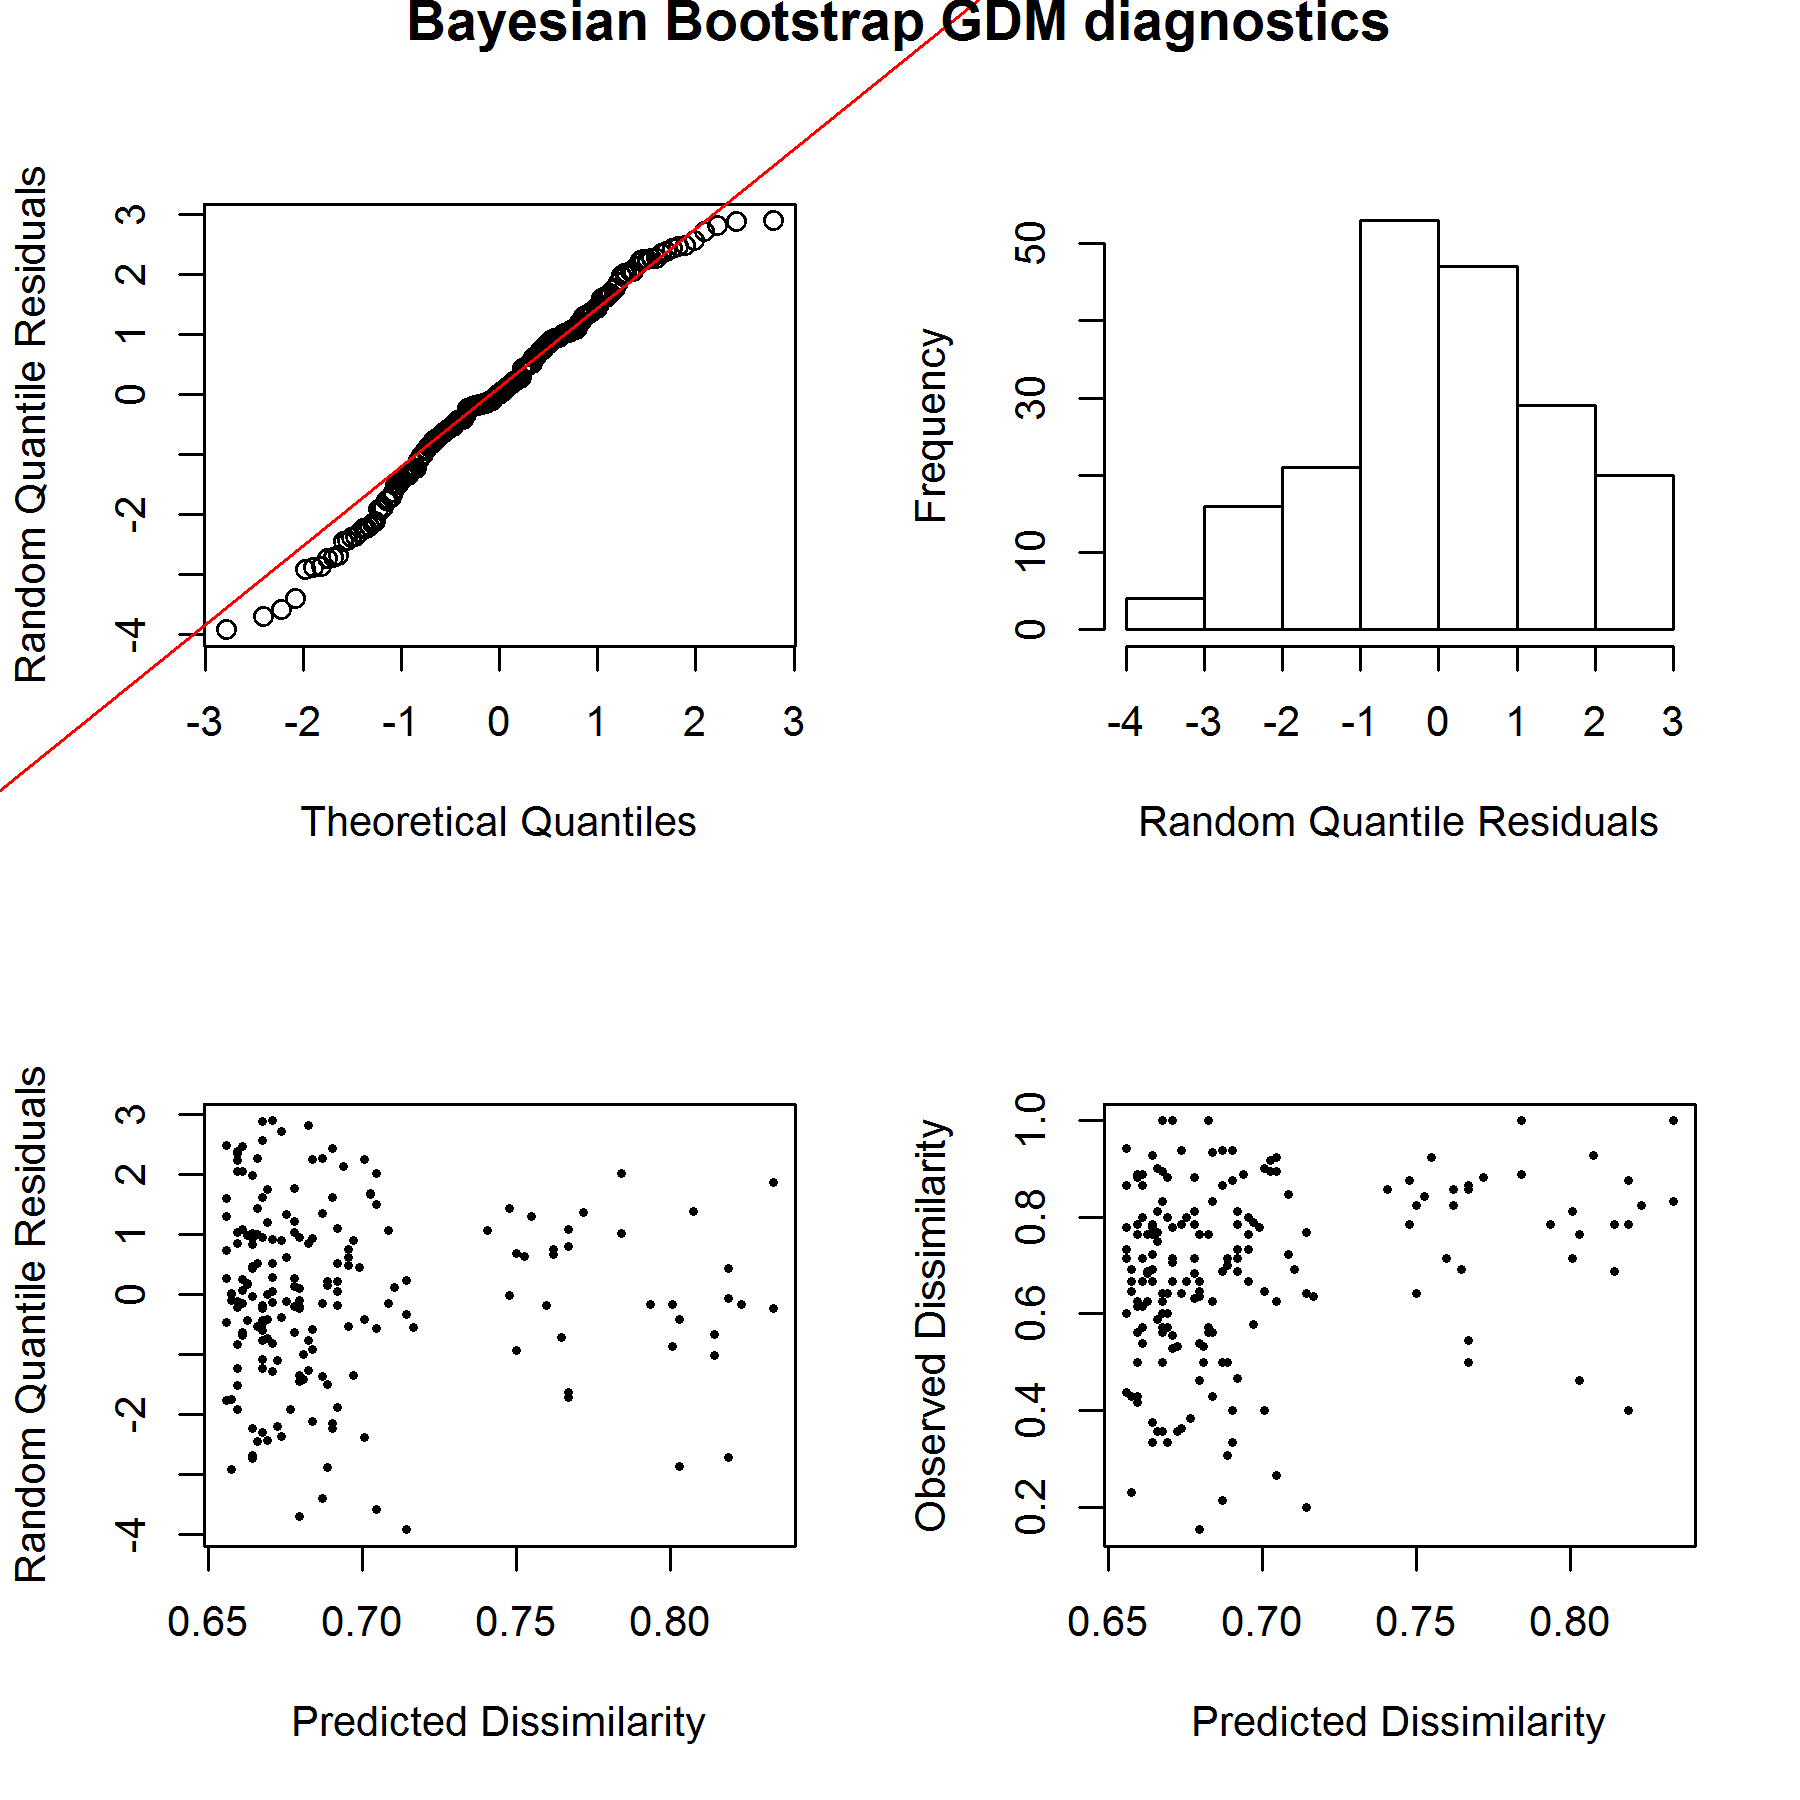 Bayesian Bootstrap GDM diagnostics
Random Quantile Residuals
3
2
1
0
-2
-4
-3 -2 -1 0 1 2 3
Theoretical Quantiles
Frequency
50
30
10
0
-4 -3 -2 -1 0 1 2 3
Random Quantile Residuals
Random Quantile Residuals
3
2
1
0
-2
-4
0.65 0.70 0.75 0.80
Predicted Dissimilarity
Observed Dissimilarity
1.0
0.8
0.6
0.4
0.2
0.65 0.70 0.75 0.80
Predicted Dissimilarity